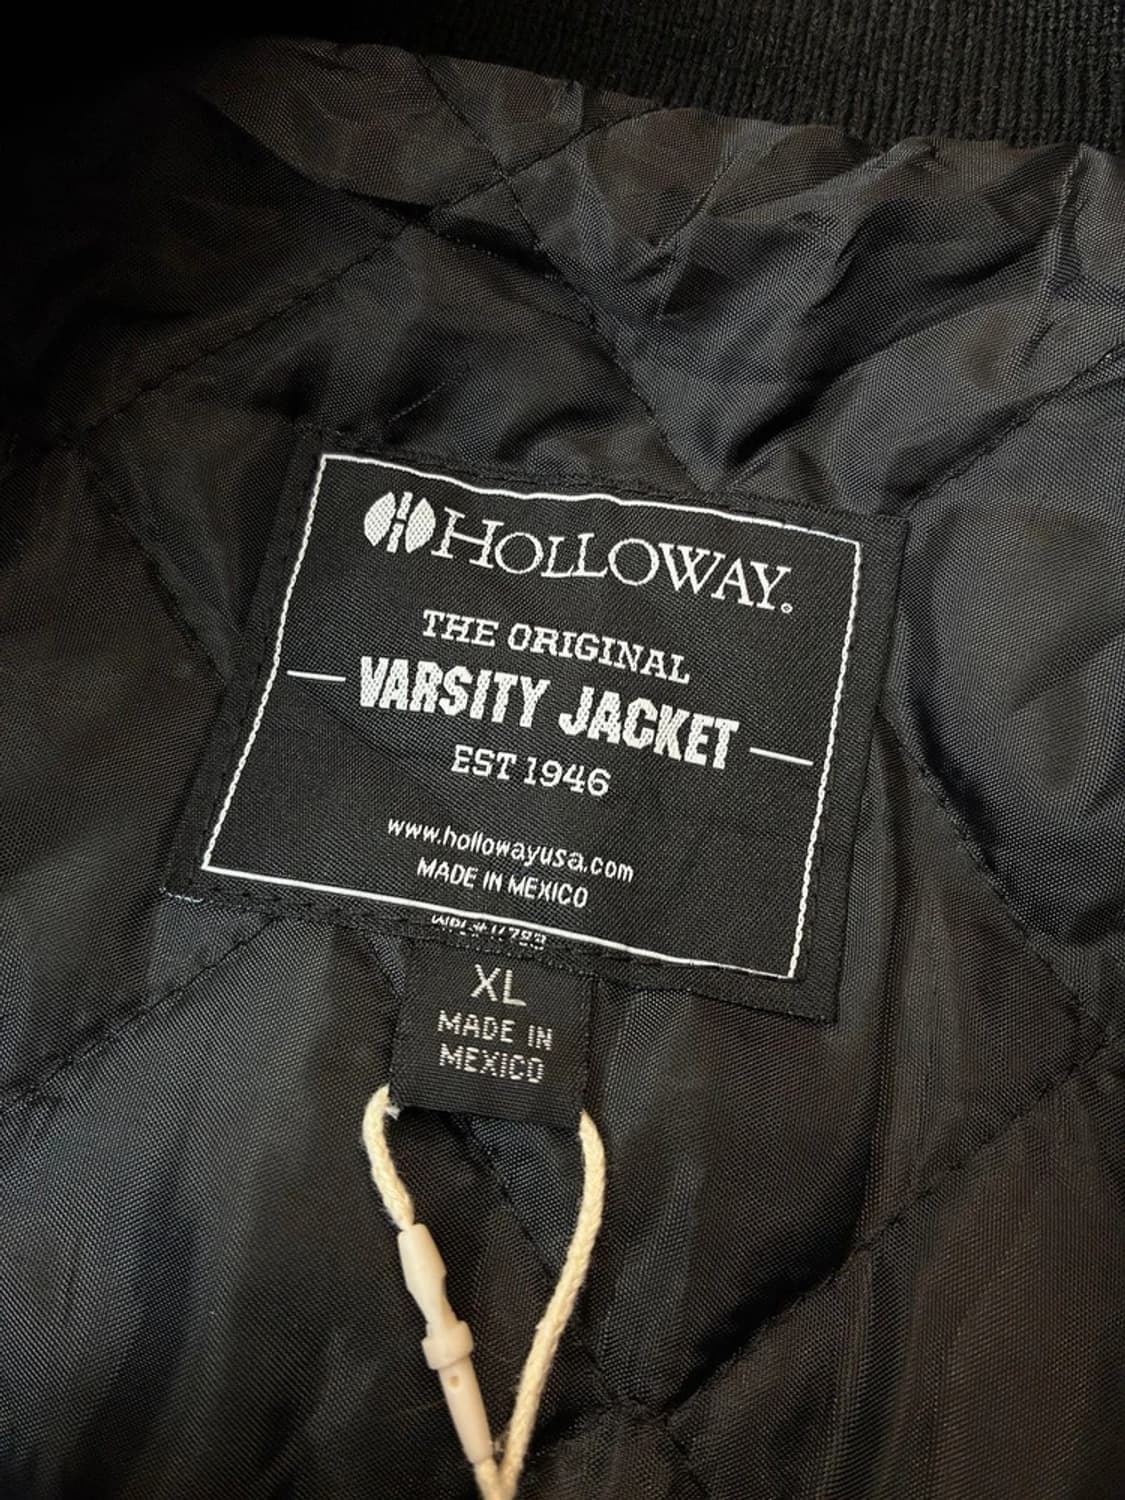 HOLLOWAY®
THE ORIGINAL
VARSITY JACKET
EST 1946
www.hollowayusa.com
MADE IN MEXICO
XL
MADE IN
MEXICO